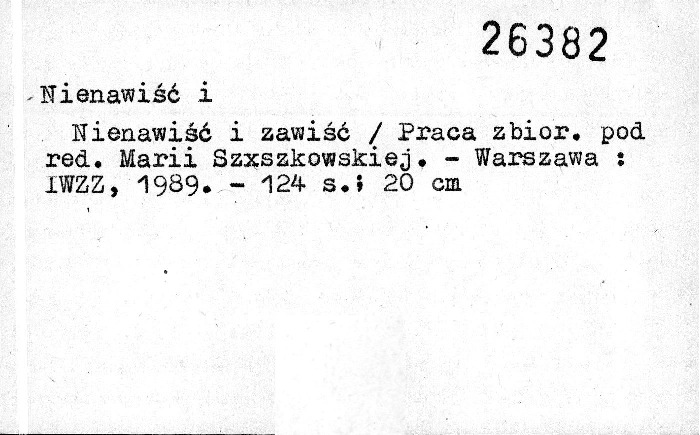 26382
Nienawiść i
Nienawiść i zawiść / Praca zbior. pod
red. Marii Szxszkowskiej. - Warszawa :
IWZZ, 1989. - 124 s.; 20 cm